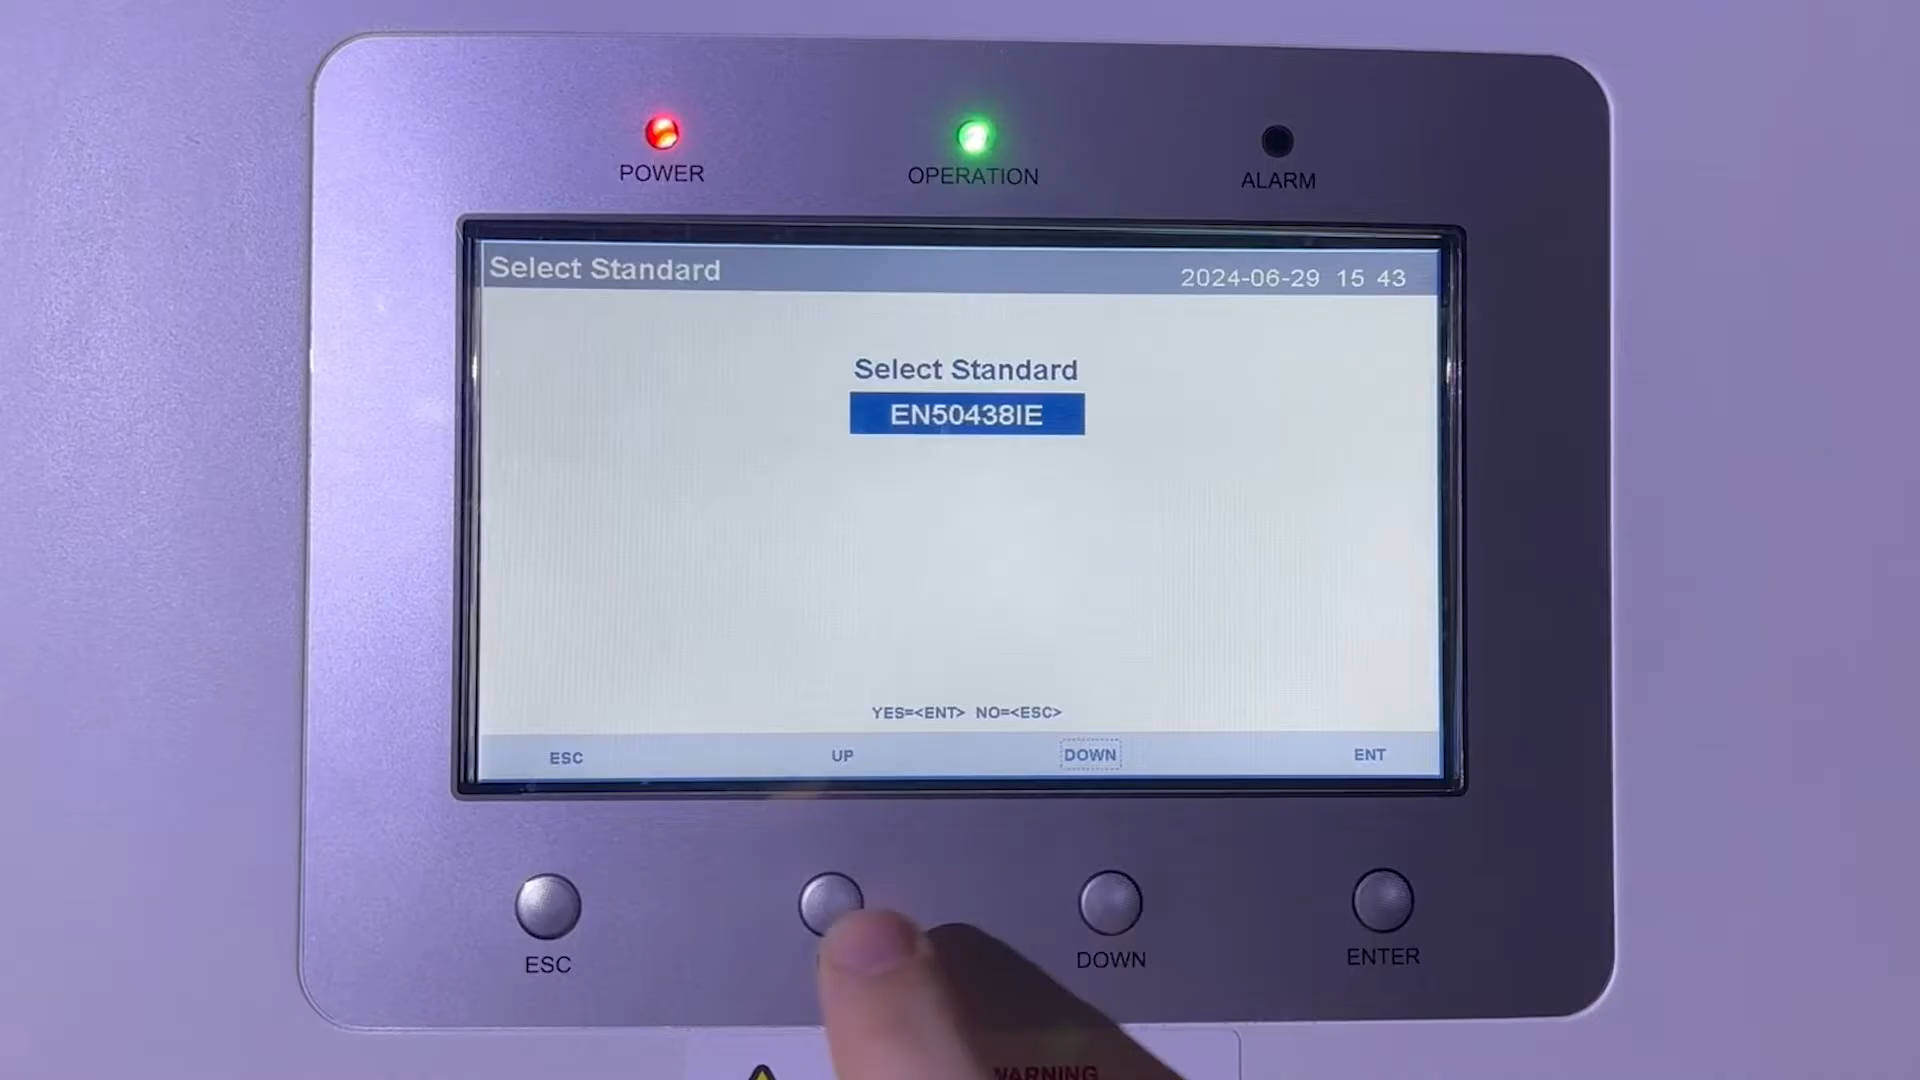 POWER
OPERATION
ALARM
Select Standard
2024-06-29 15 43
Select Standard
EN50438IE
YES=<ENT> NO=<ESC>
ESC
UP
DOWN
ENT
ESC
DOWN
ENTER